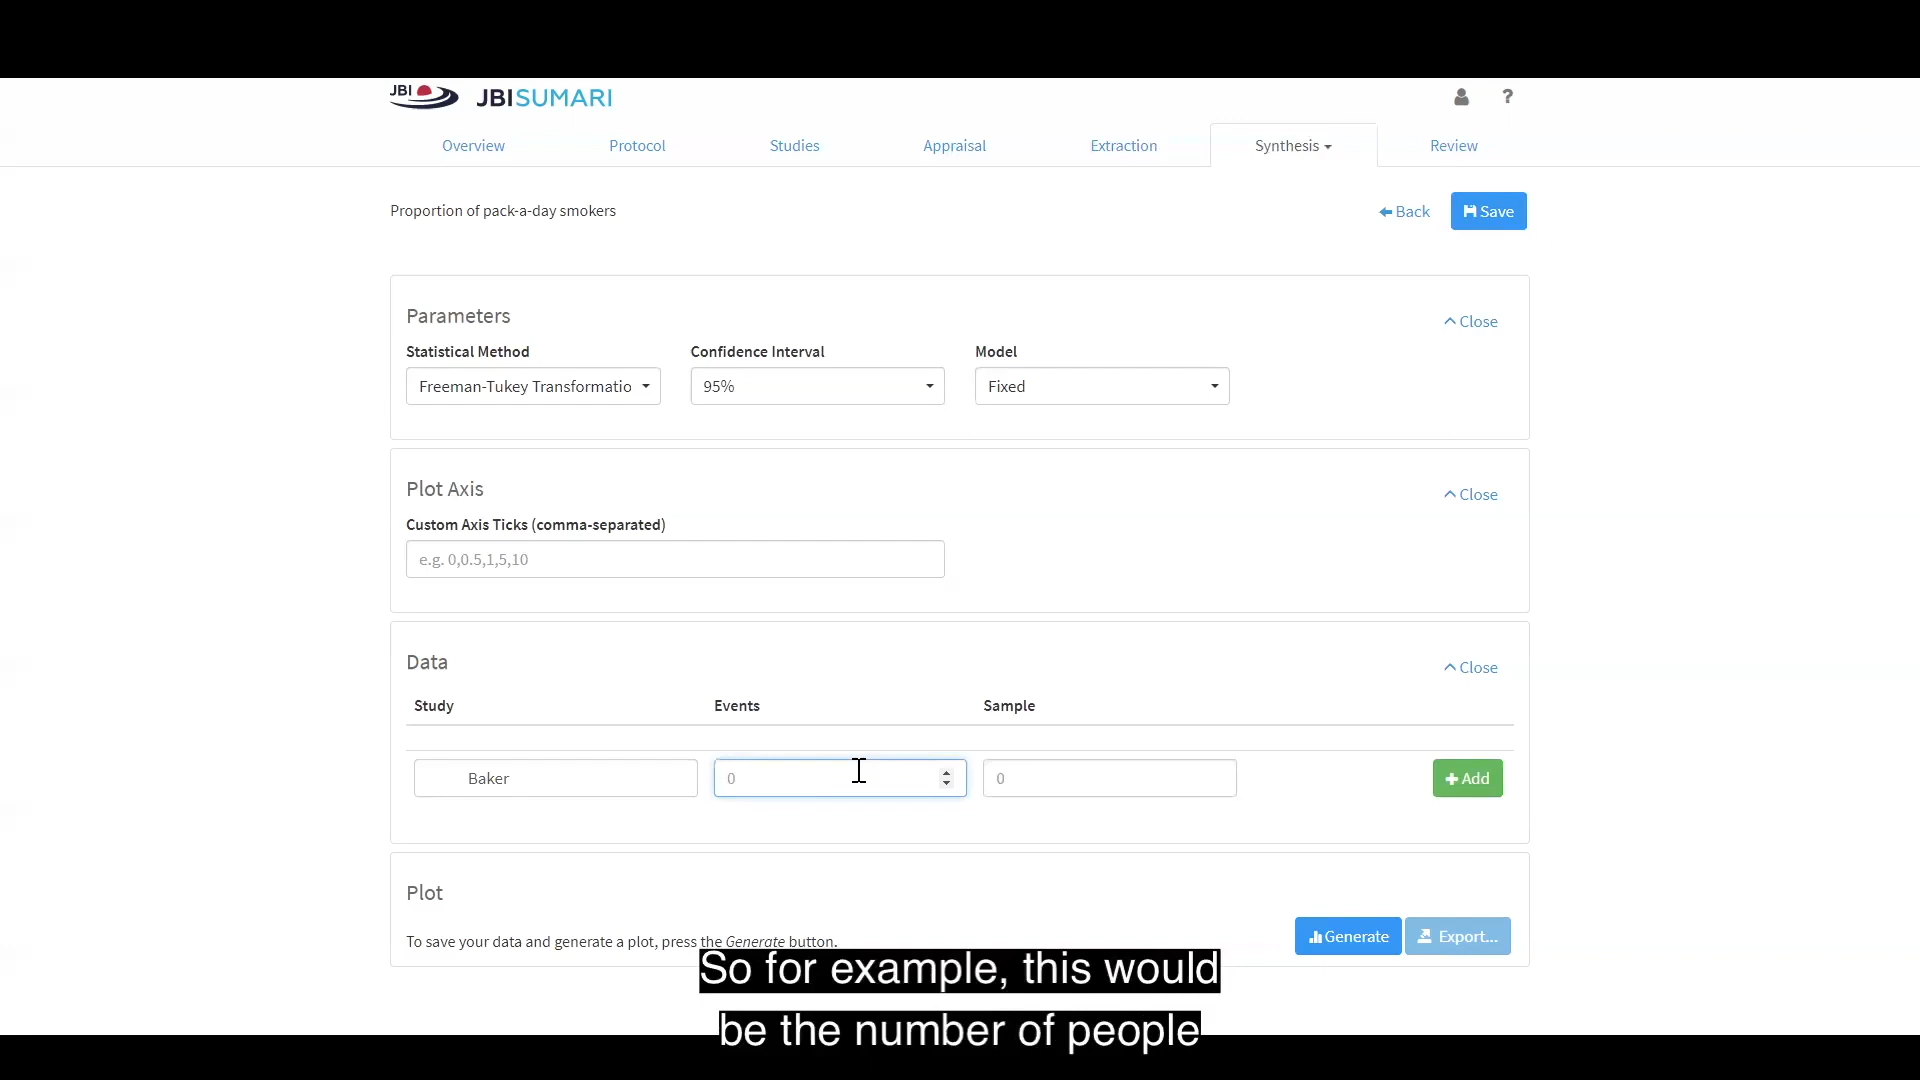 JBI JBISUMARI ?
Overview Protocol Studies Appraisal Extraction Synthesis Review
Proportion of pack-a-day smokers Back Save
Parameters Close
Statistical Method Confidence Interval Model
Freeman-Tukey Transformatio 95% Fixed
Plot Axis Close
Custom Axis Ticks (comma-separated)
e.g. 0,0.5,1,5,10
Data Close
Study Events Sample
Baker 0 0 Add
Plot
To save your data and generate a plot, press the Generate button. Generate Export...
So for example, this would
be the number of people